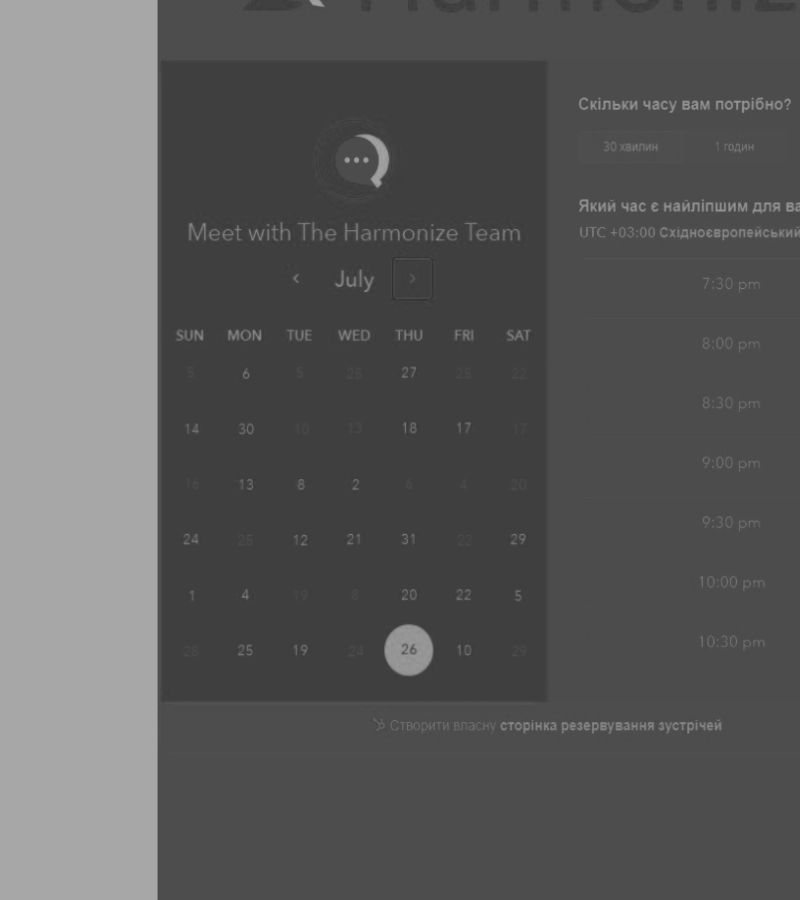 Meet with The Harmonize Team
‹ July ›
SUN MON TUE WED THU FRI SAT
5 6 5 25 27 25 22
14 30 10 13 18 17 17
16 13 8 2 6 4 20
24 25 12 21 31 22 29
1 4 19 8 20 22 5
28 25 19 24 26 10 29
Скільки часу вам потрібно?
30 хвилин 1 годин
Який час є найліпшим для
UTC +03:00 Східноєвропейський
7:30 pm
8:00 pm
8:30 pm
9:00 pm
9:30 pm
10:00 pm
10:30 pm
Створити власну сторінка резервування зустрічей